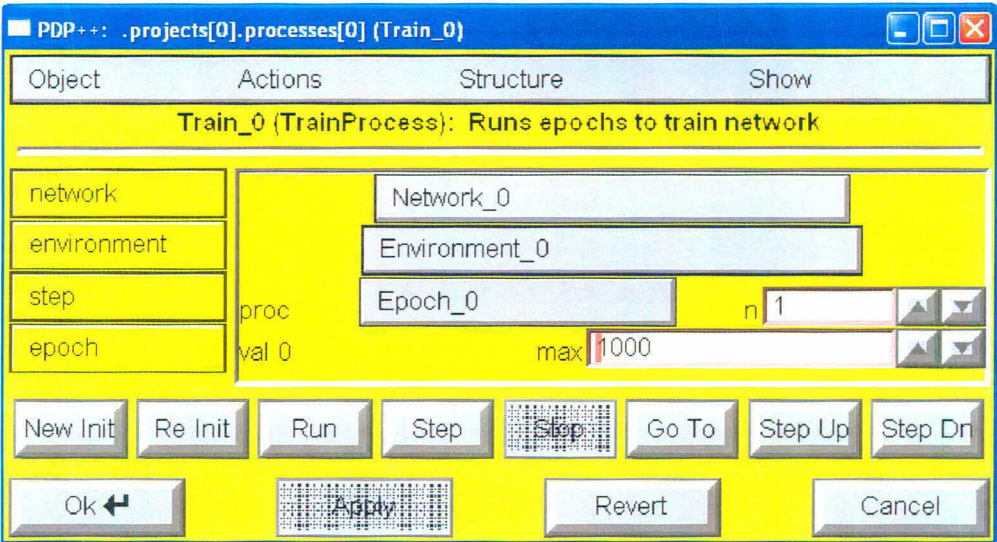 PDP++: .projects[0].processes[0] (Train_0)
Object Actions Structure Show
Train_0 (TrainProcess): Runs epochs to train network
network Network_0
environment Environment_0
step proc Epoch_0 n 1
epoch val 0 max 1000
New Init Re Init Run Step Stop Go To Step Up Step Dn
Ok Apply Revert Cancel